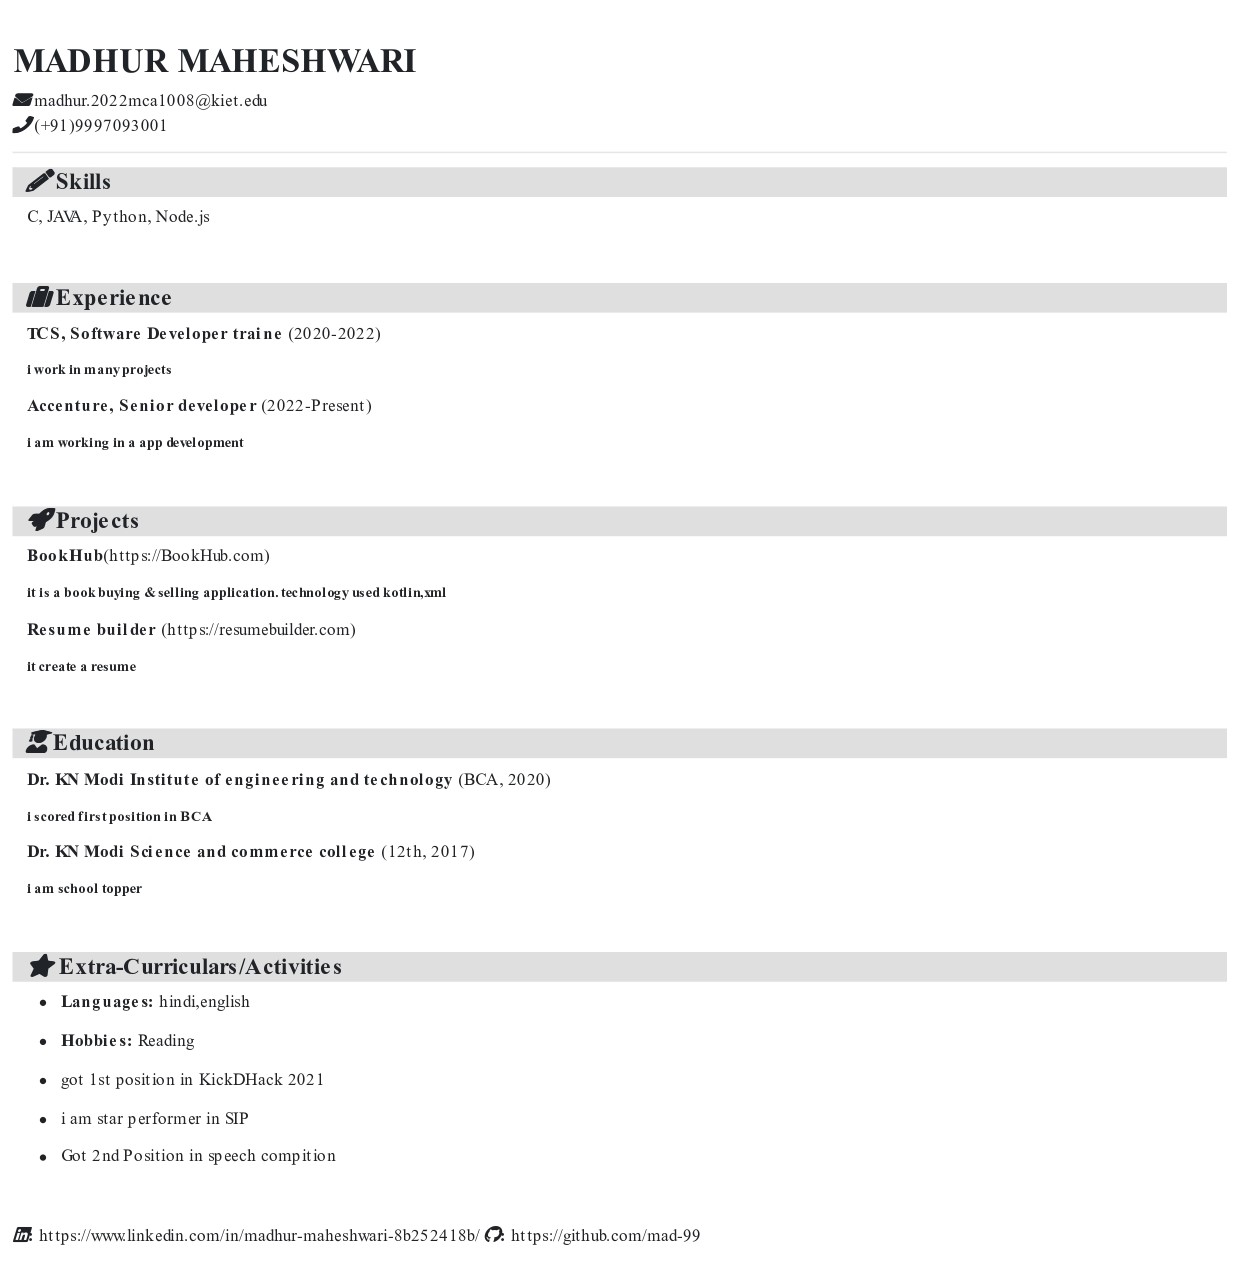 MADHUR MAHESHWARI
madhur.2022mca1008@kiet.edu
(+91)9997093001
Skills
C, JAVA, Python, Node.js
Experience
TCS, Software Developer traine (2020-2022)
i work in many projects
Accenture, Senior developer (2022-Present)
i am working in a app development
Projects
BookHub(https://BookHub.com)
it is a book buying & selling application. technology used kotlin,xml
Resume builder (https://resumebuilder.com)
it create a resume
Education
Dr. KN Modi Institute of engineering and technology (BCA, 2020)
i scored first position in BCA
Dr. KN Modi Science and commerce college (12th, 2017)
i am school topper
Extra-Curriculars/Activities
• Languages: hindi,english
• Hobbies: Reading
• got 1st position in KickDHack 2021
• i am star performer in SIP
• Got 2nd Position in speech compition
in: https://www.linkedin.com/in/madhur-maheshwari-8b252418b/ : https://github.com/mad-99